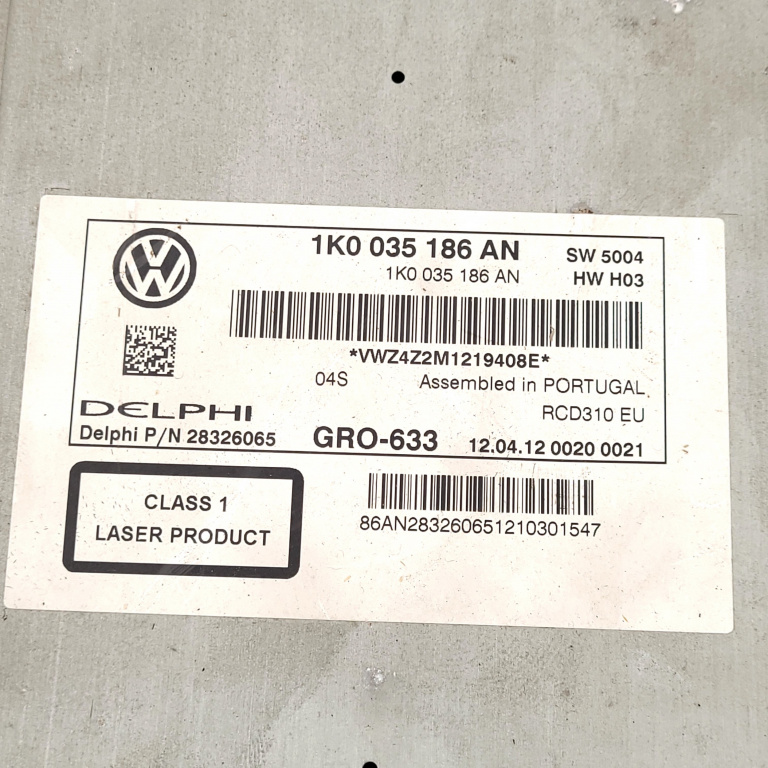 1K0 035 186 AN SW 5004
1K0 035 186 AN HW H03
*VWZ4Z2M1219408E*
04S Assembled in PORTUGAL
DELPHI RCD310 EU
Delphi P/N 28326065 GRO-633 12.04.12 0020 0021
CLASS 1
LASER PRODUCT
86AN283260651210301547